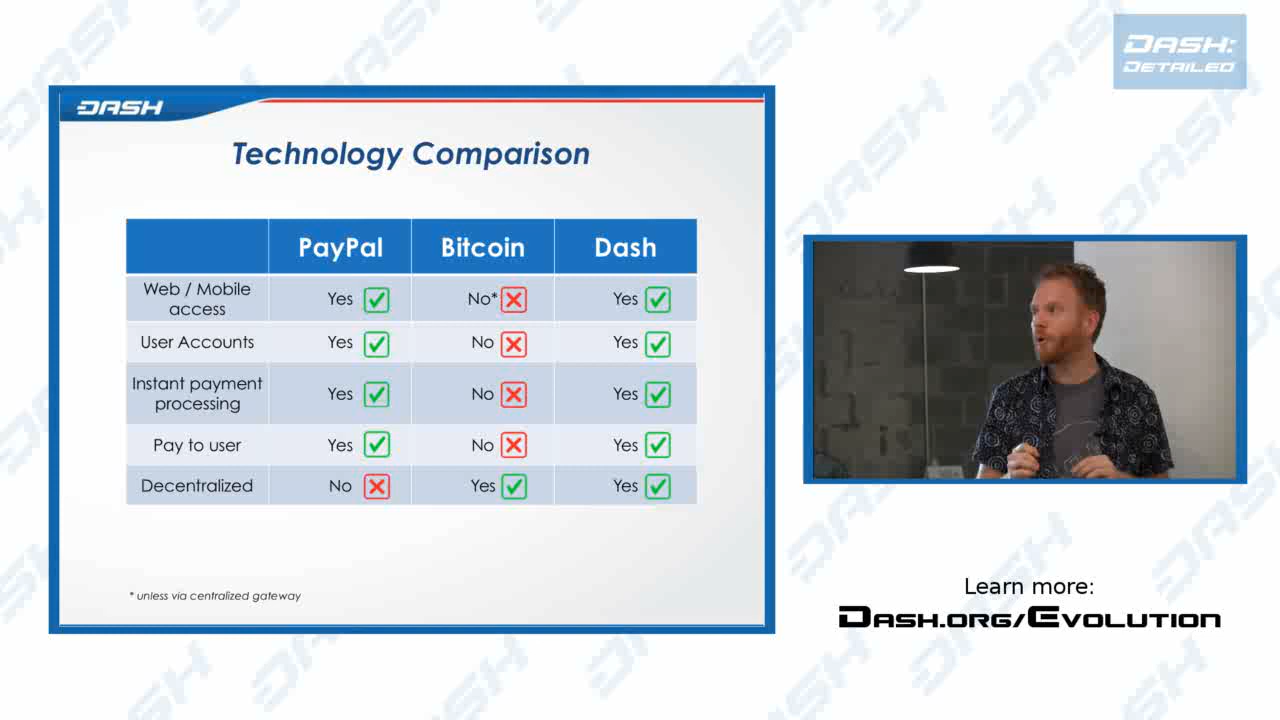 DASH:
DETAILED
DASH
Technology Comparison
PayPal Bitcoin Dash
Web / Mobile access Yes No* Yes
User Accounts Yes No Yes
Instant payment processing Yes No Yes
Pay to user Yes No Yes
Decentralized No Yes Yes
* unless via centralized gateway
Learn more:
DASH.ORG/EVOLUTION